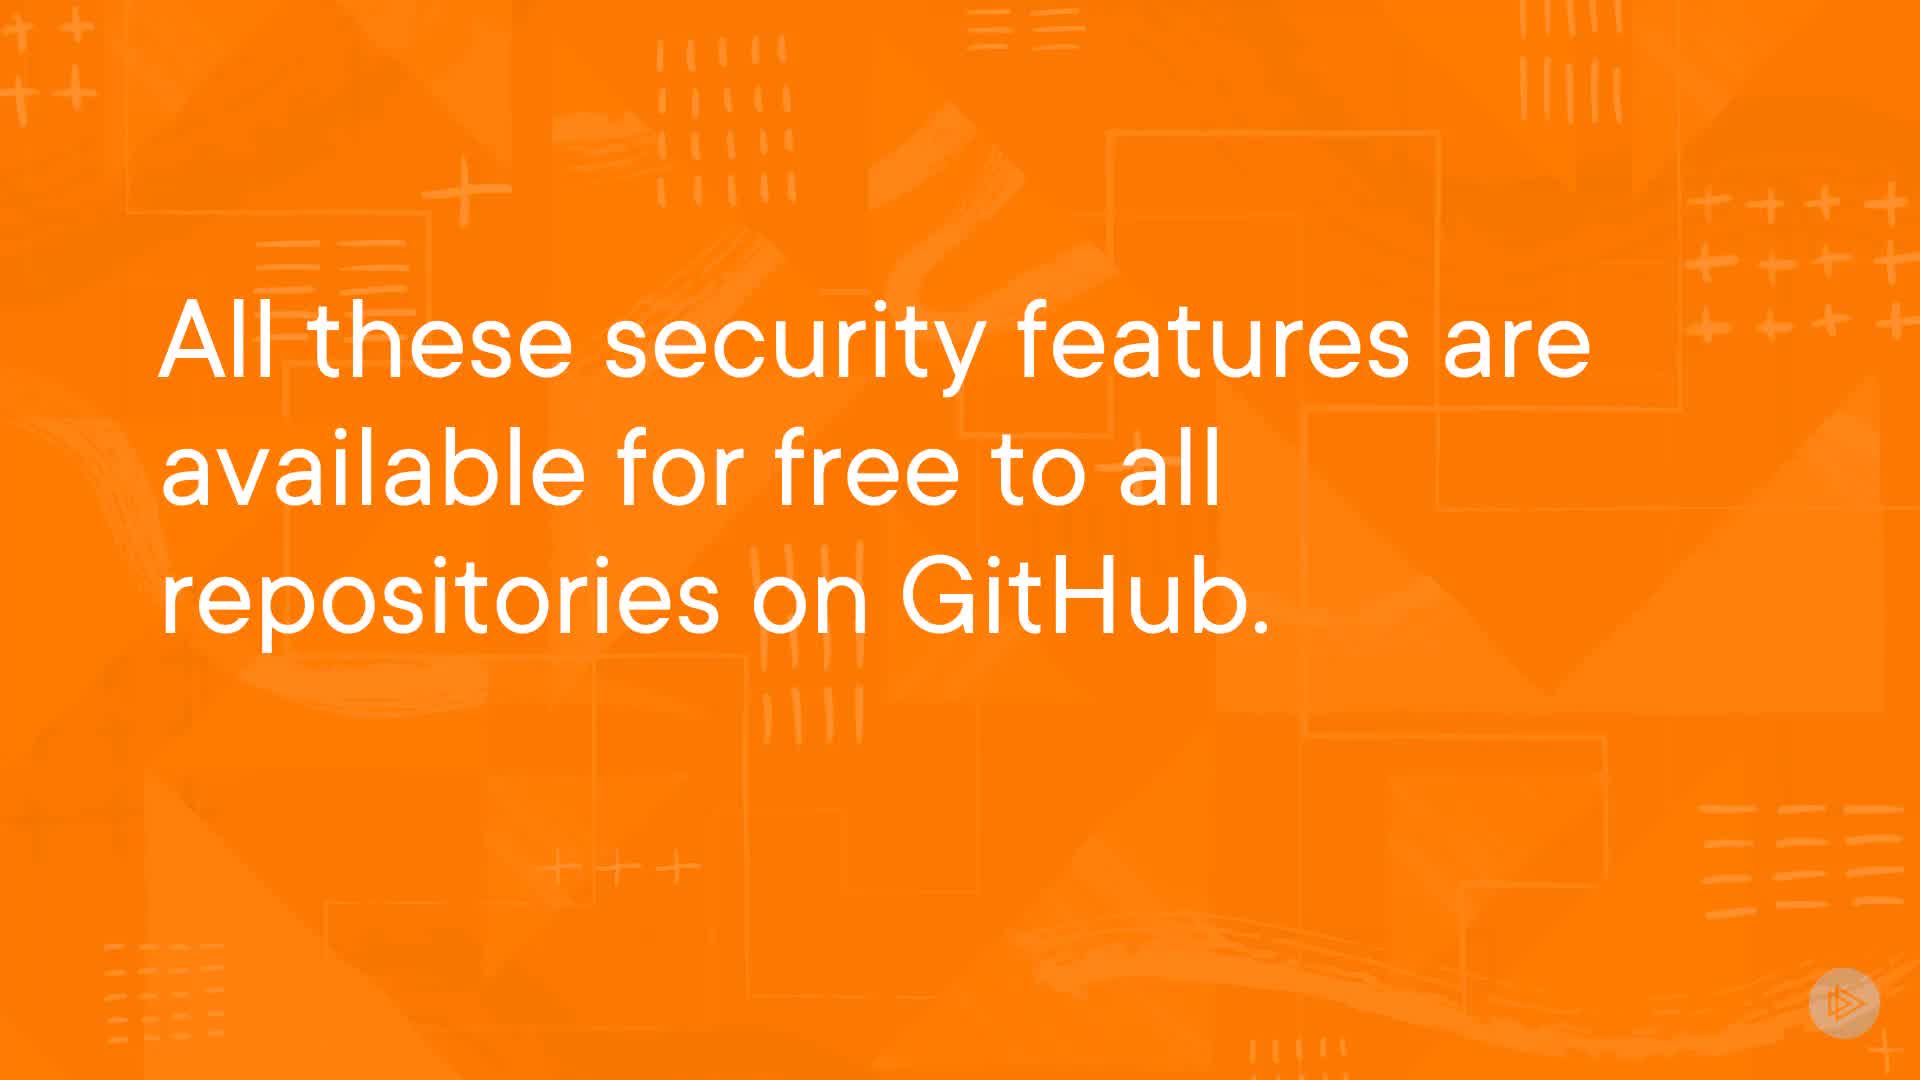 All these security features are
available for free to all
repositories on GitHub.